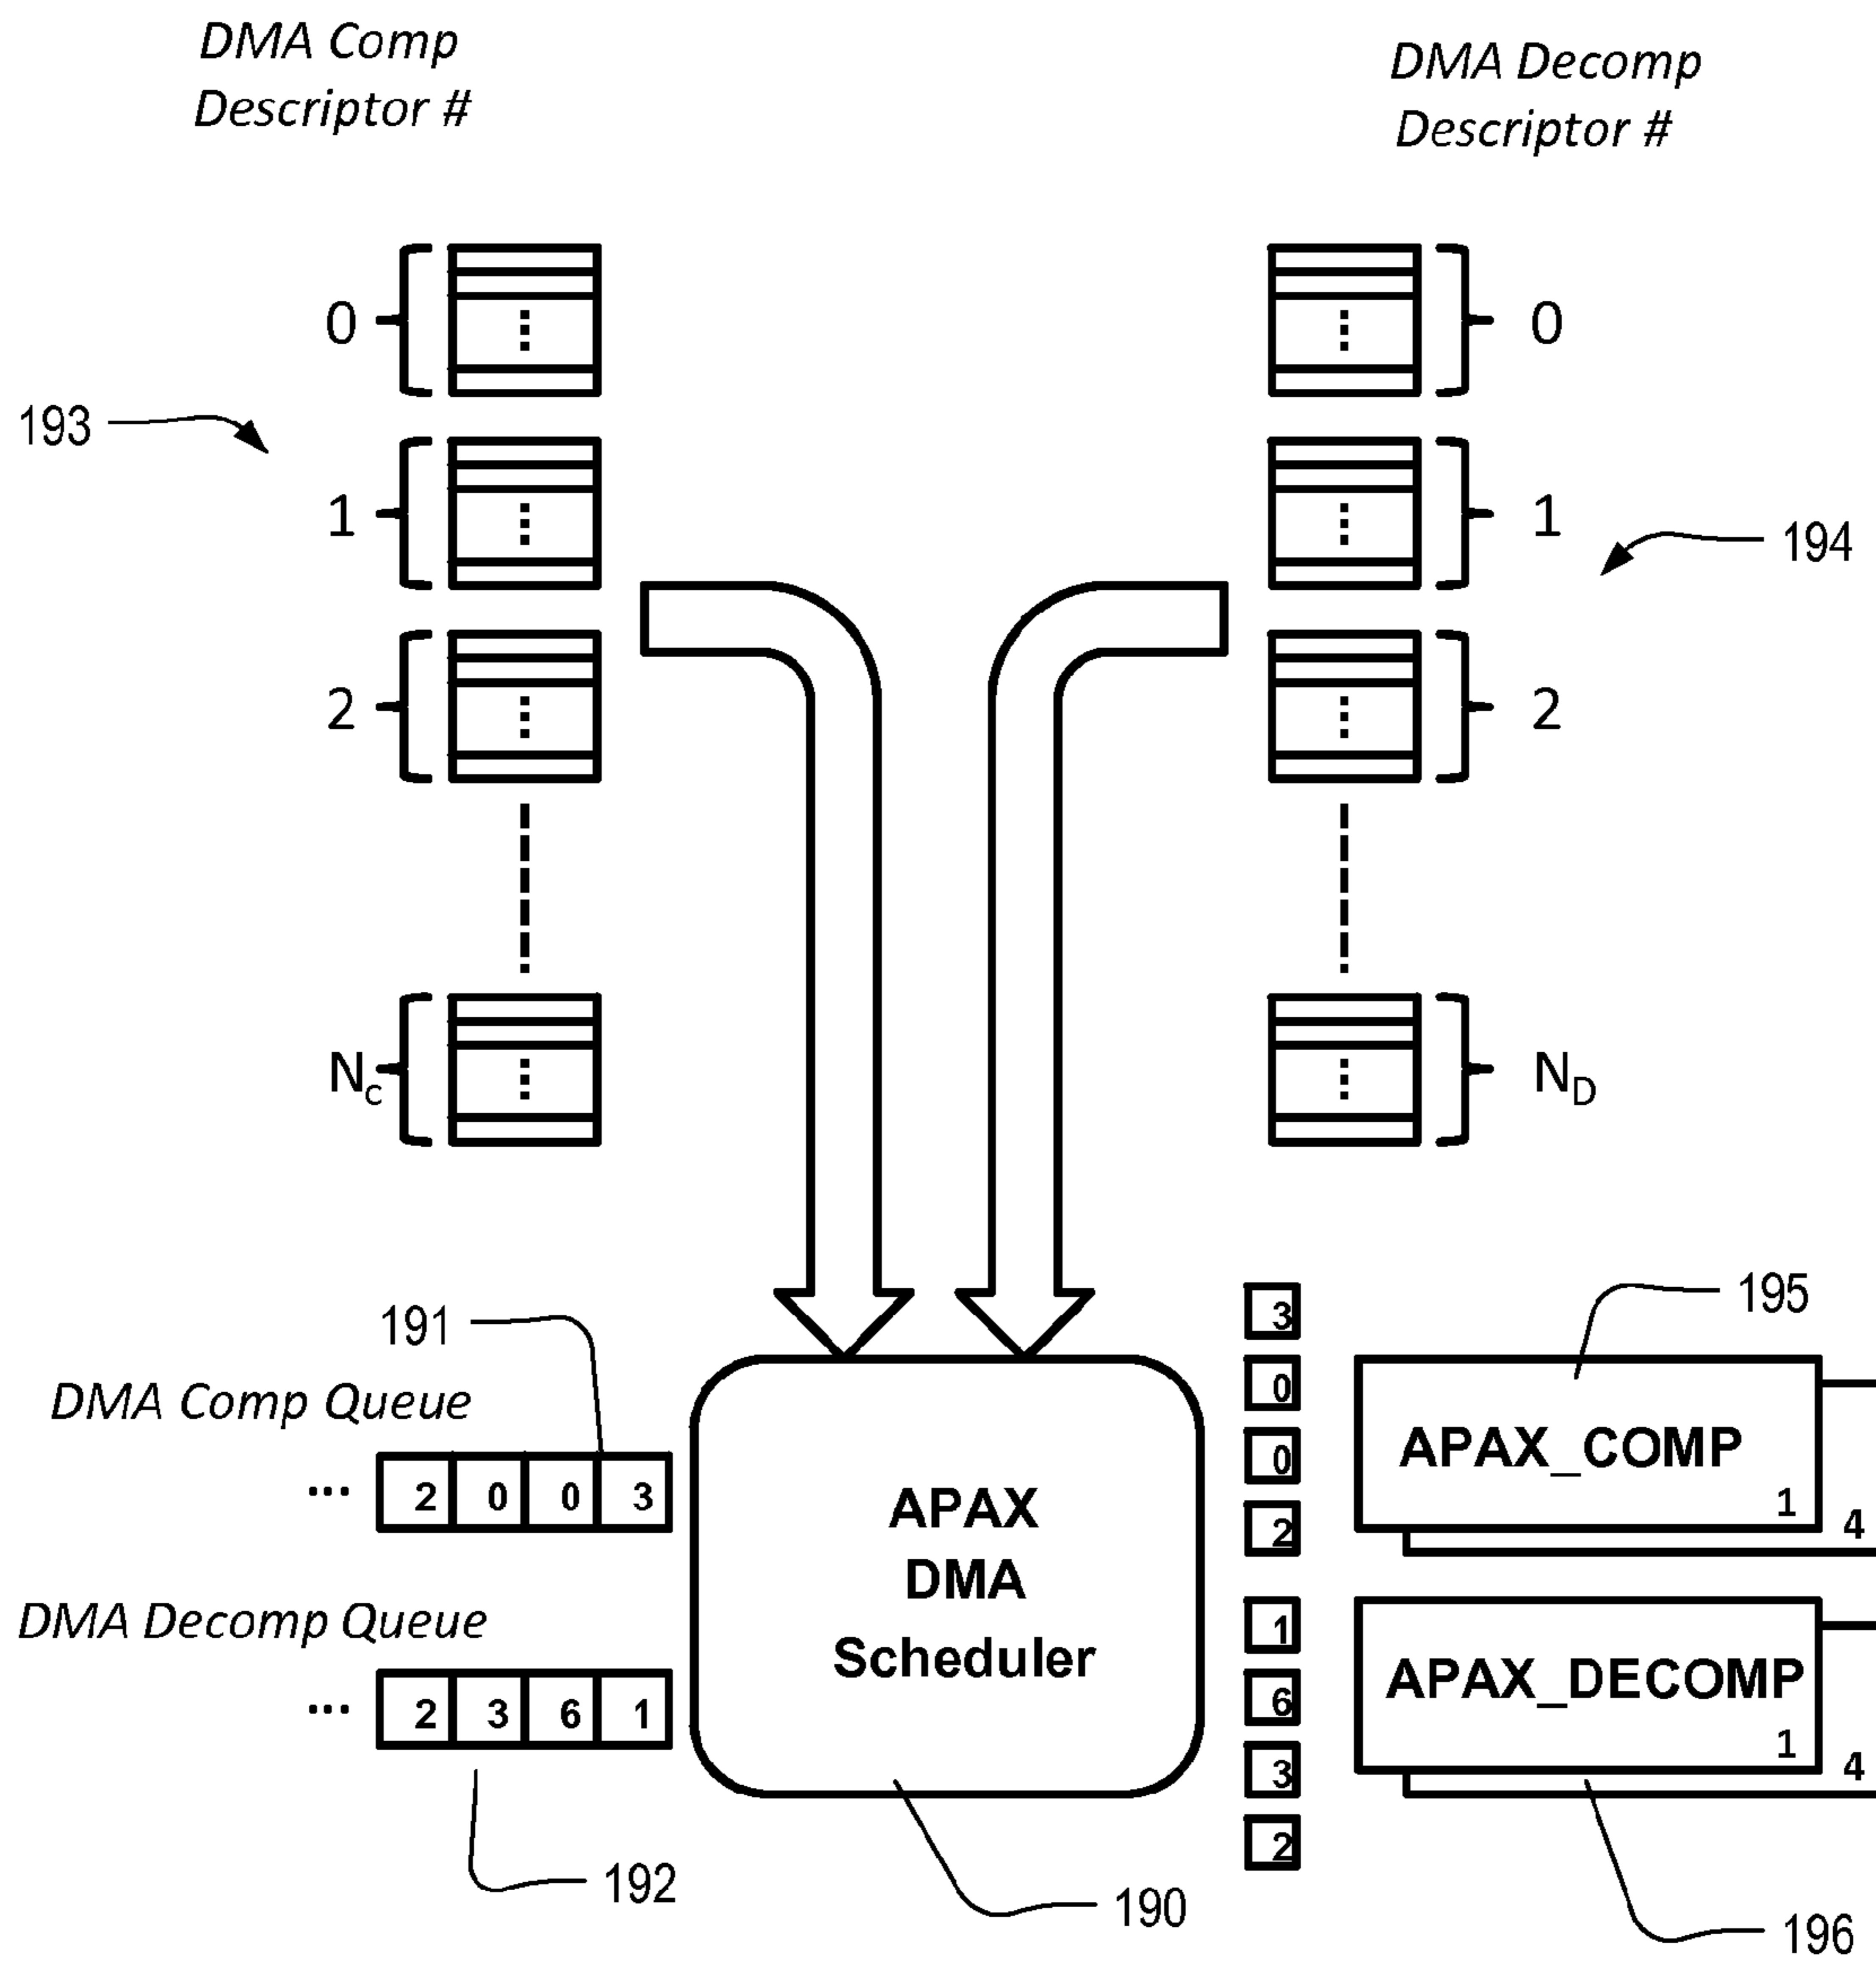 DMA Comp
Descriptor #
DMA Decomp
Descriptor #
0
0
193
1
1
194
2
2
Nc
ND
191
195
DMA Comp Queue
... 2 0 0 3
DMA Decomp Queue
... 2 3 6 1
192
APAX
DMA
Scheduler
190
3
0
0
2
1
6
3
2
APAX_COMP
1
4
APAX_DECOMP
1
4
196